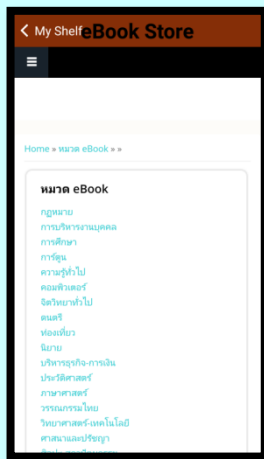 My Shelf eBook Store
Home » หมวด eBook » »
หมวด eBook
กฎหมาย
การบริหารงานบุคคล
การศึกษา
การ์ตูน
ความรู้ทั่วไป
คอมพิวเตอร์
จิตวิทยาทั่วไป
ดนตรี
ท่องเที่ยว
นิยาย
บริหารธุรกิจ-การเงิน
ประวัติศาสตร์
ภาษาศาสตร์
วรรณกรรมไทย
วิทยาศาสตร์-เทคโนโลยี
ศาสนาและปรัชญา